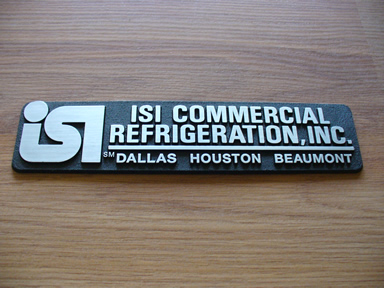 isi SM
ISI COMMERCIAL
REFRIGERATION, INC.
DALLAS HOUSTON BEAUMONT